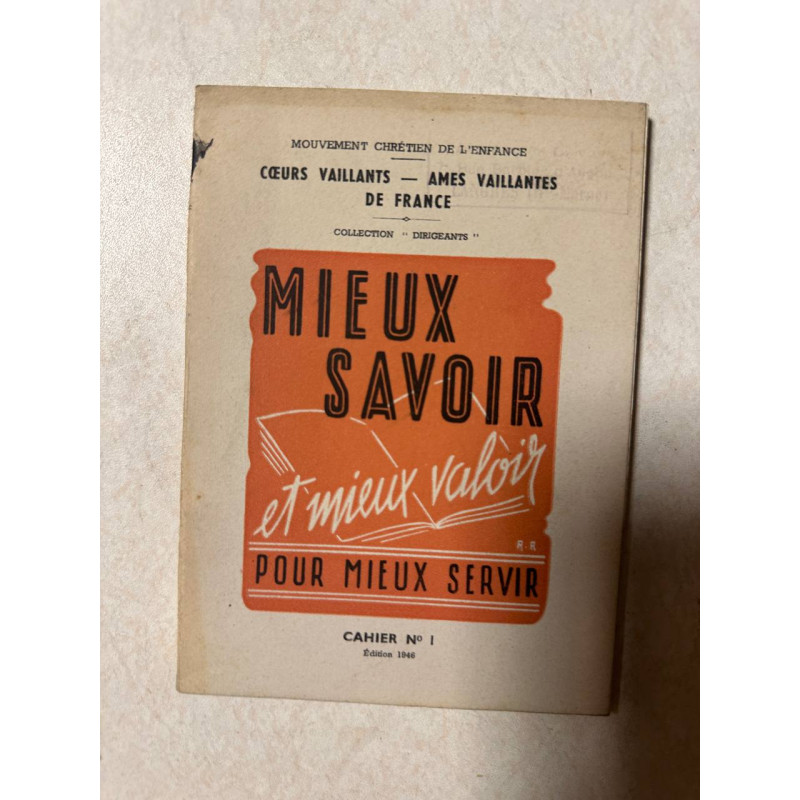 MOUVEMENT CHRÉTIEN DE L'ENFANCE
CŒURS VAILLANTS — AMES VAILLANTES
DE FRANCE
COLLECTION " DIRIGEANTS "
MIEUX
SAVOIR
et mieux valoir
R.R
POUR MIEUX SERVIR
CAHIER Nº 1
Édition 1946